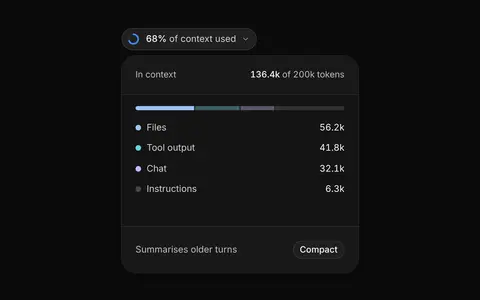 68% of context used
In context 136.4k of 200k tokens
Files 56.2k
Tool output 41.8k
Chat 32.1k
Instructions 6.3k
Summarises older turns Compact